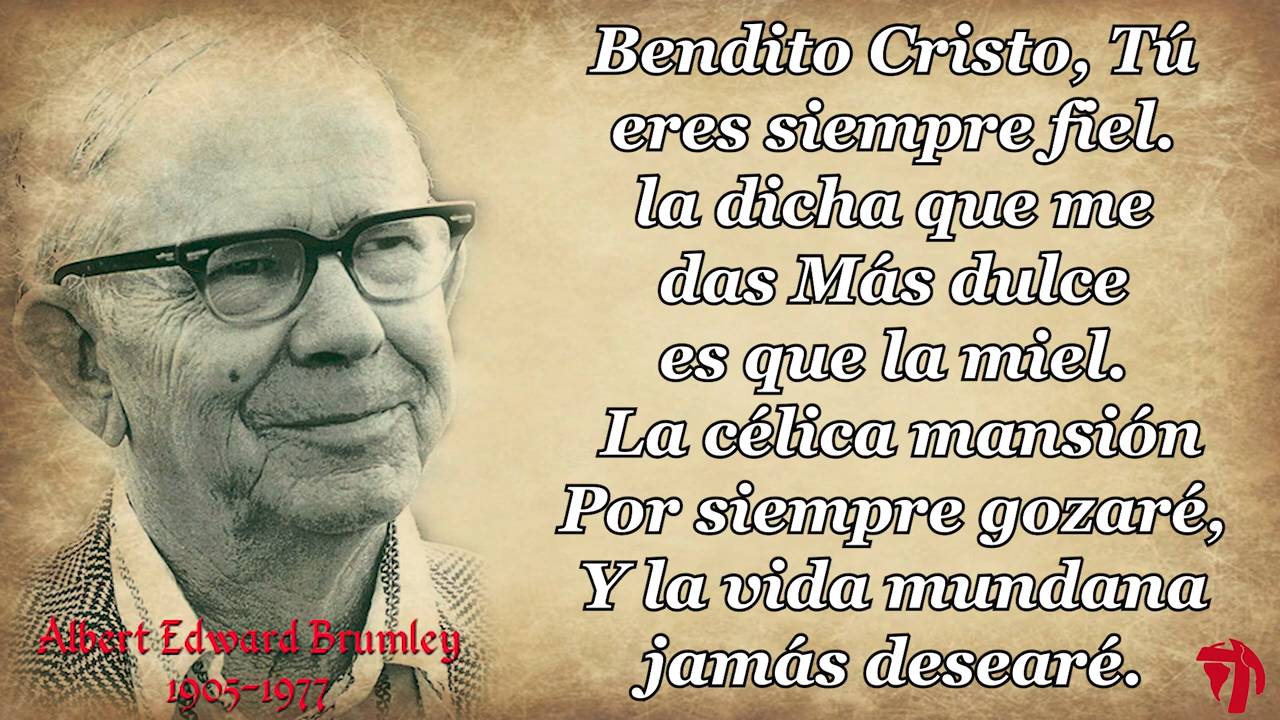 Bendito Cristo, Tú
eres siempre fiel.
la dicha que me
das Más dulce
es que la miel.
La célica mansión
Por siempre gozaré,
Y la vida mundana
jamás desearé.
Albert Edward Brumley
1905-1977